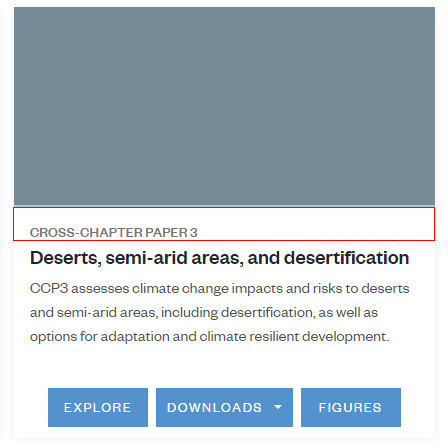 CROSS-CHAPTER PAPER 3
Deserts, semi-arid areas, and desertification
CCP3 assesses climate change impacts and risks to deserts
and semi-arid areas, including desertification, as well as
options for adaptation and climate resilient development.
EXPLORE DOWNLOADS FIGURES